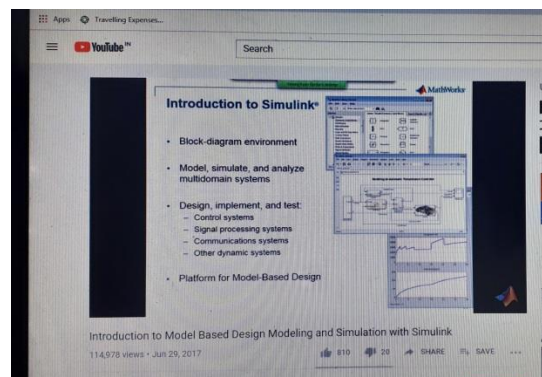 Apps Travelling Expenses...
YouTube IN
Search
MathWorks
Introduction to Simulink®
• Block-diagram environment
• Model, simulate, and analyze
multidomain systems
• Design, implement, and test:
– Control systems
– Signal processing systems
– Communications systems
– Other dynamic systems
• Platform for Model-Based Design
Introduction to Model Based Design Modeling and Simulation with Simulink
114,978 views • Jun 29, 2017
810 20 SHARE SAVE ...